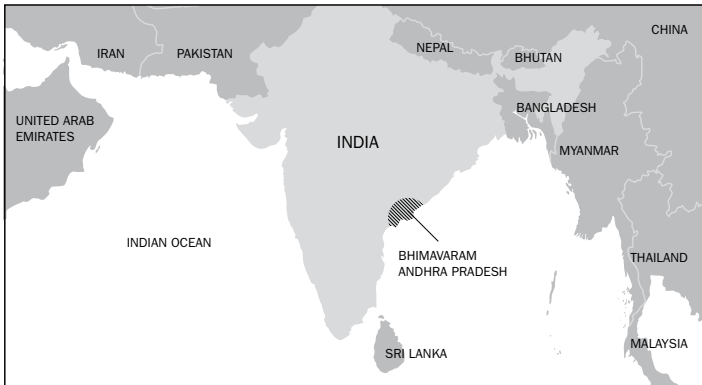 CHINA
IRAN
PAKISTAN
NEPAL
BHUTAN
UNITED ARAB
EMIRATES
BANGLADESH
INDIA
MYANMAR
INDIAN OCEAN
BHIMAVARAM
ANDHRA PRADESH
THAILAND
SRI LANKA
MALAYSIA